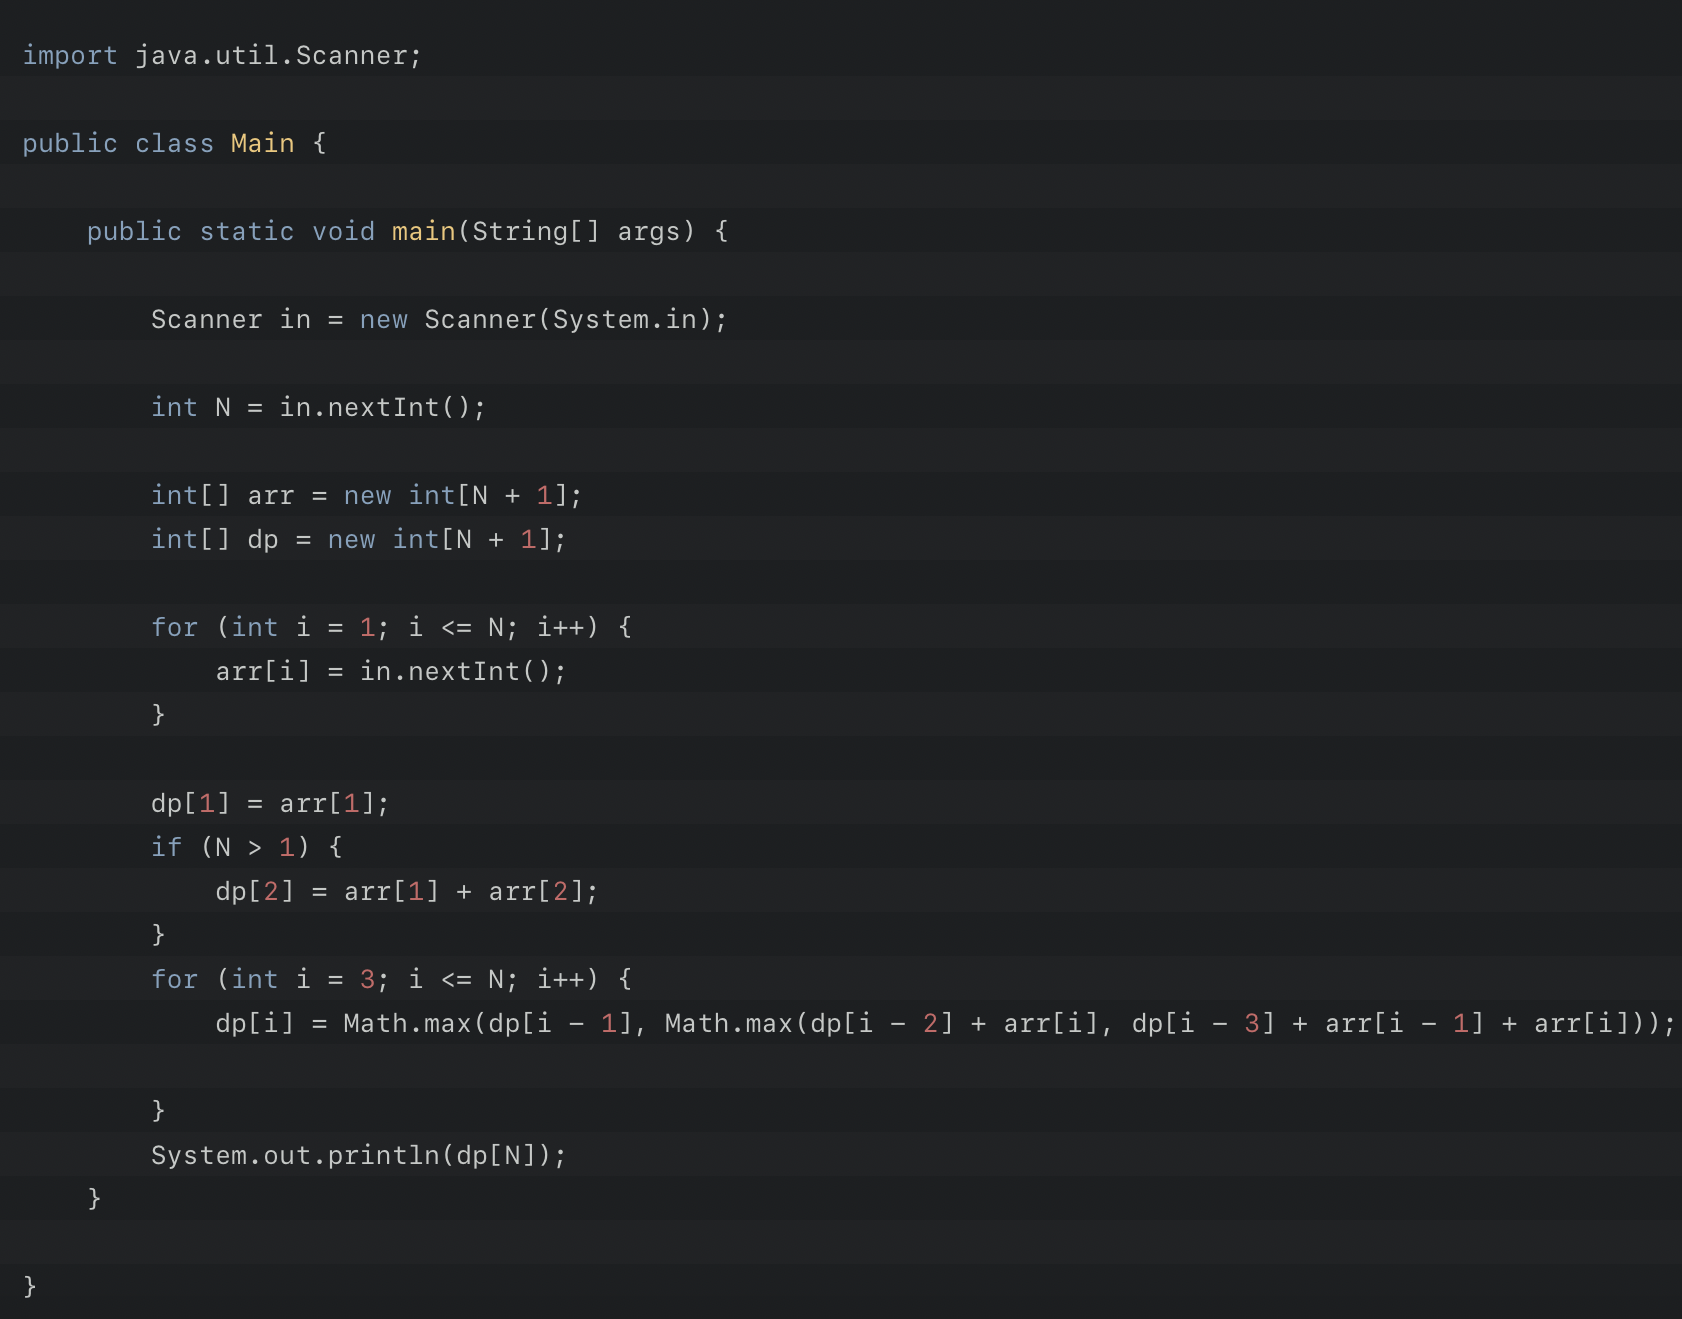 import java.util.Scanner;
public class Main {
    public static void main(String[] args) {
        Scanner in = new Scanner(System.in);
        int N = in.nextInt();
        int[] arr = new int[N + 1];
        int[] dp = new int[N + 1];
        for (int i = 1; i <= N; i++) {
            arr[i] = in.nextInt();
        }
        dp[1] = arr[1];
        if (N > 1) {
            dp[2] = arr[1] + arr[2];
        }
        for (int i = 3; i <= N; i++) {
            dp[i] = Math.max(dp[i - 1], Math.max(dp[i - 2] + arr[i], dp[i - 3] + arr[i - 1] + arr[i]));
        }
        System.out.println(dp[N]);
    }
}